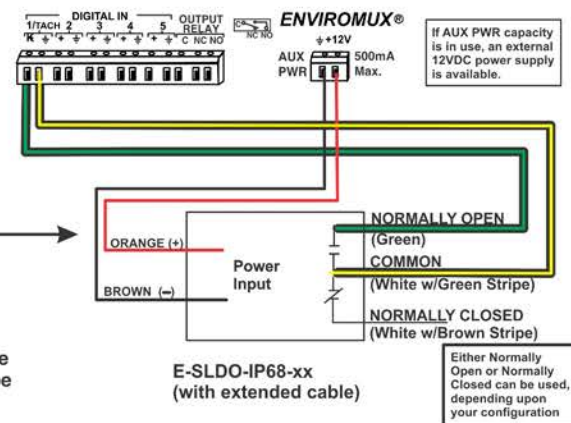 DIGITAL IN
1/TACH 2 3 4 5
OUTPUT
RELAY
+ ⏚ + ⏚ + ⏚ + ⏚ C NC NO
C
NC NO
ENVIROMUX®
⏚ +12V
AUX
PWR
500mA
Max.
If AUX PWR capacity
is in use, an external
12VDC power supply
is available.
NORMALLY OPEN
(Green)
ORANGE (+)
COMMON
(White w/Green Stripe)
Power
Input
BROWN (–)
NORMALLY CLOSED
(White w/Brown Stripe)
E-SLDO-IP68-xx
(with extended cable)
Either Normally
Open or Normally
Closed can be used,
depending upon
your configuration